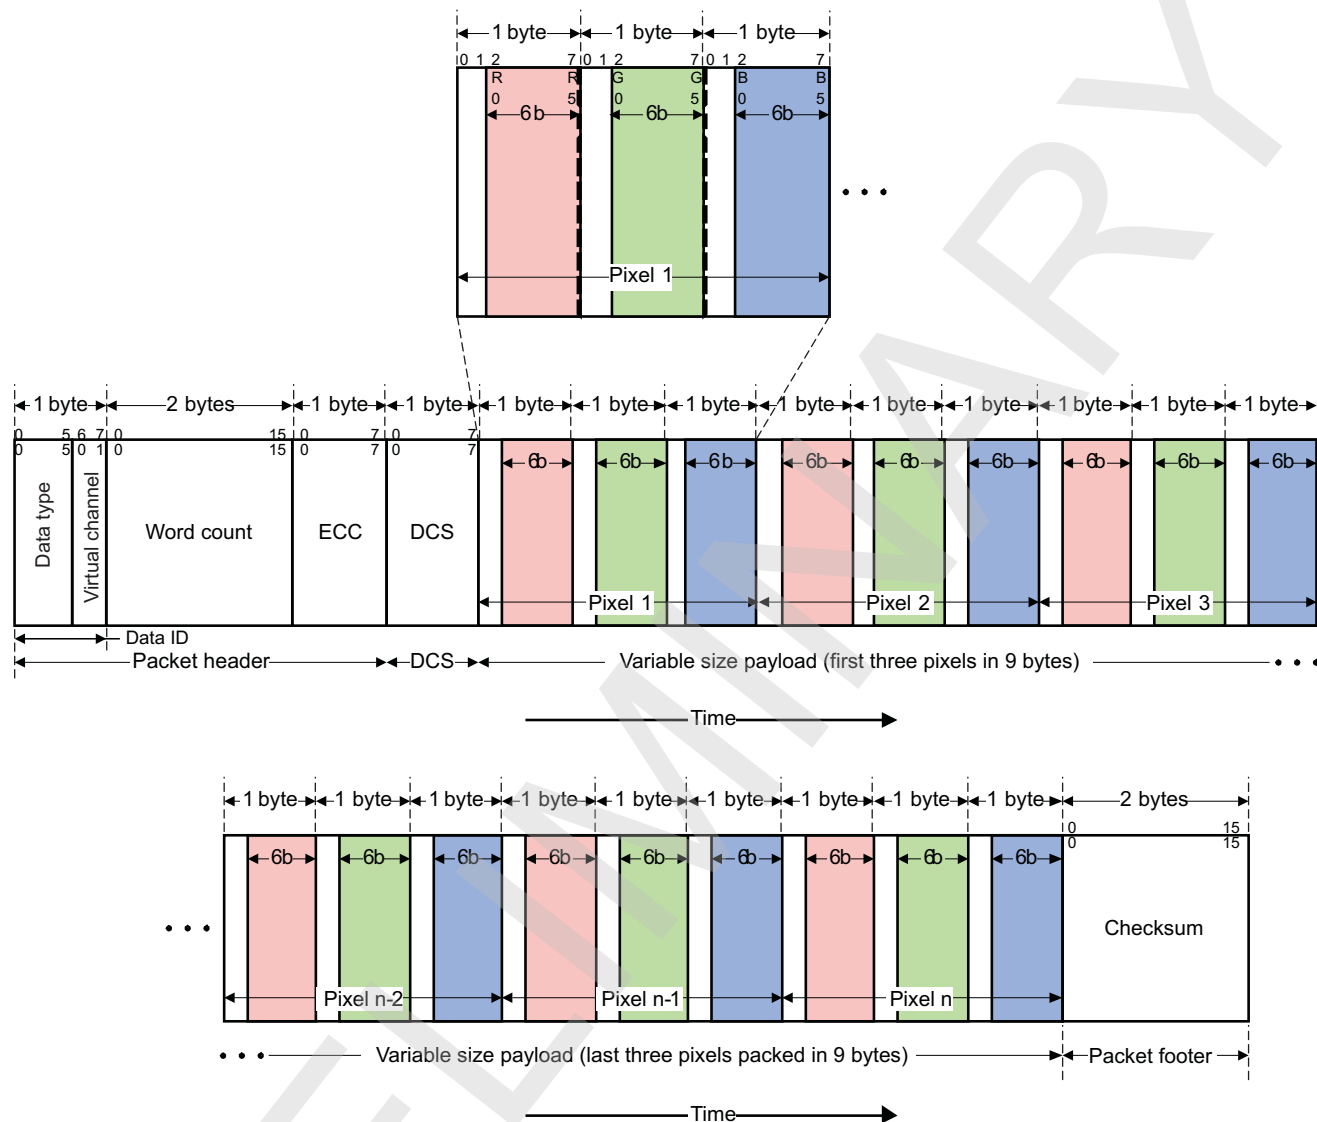 1 byte 1 byte 1 byte
0 1 2 7 0 1 2 7 0 1 2 7
R R G G B B
0 5 0 5 0 5
6b 6b 6b
Pixel 1
1 byte 2 bytes 1 byte 1 byte 1 byte 1 byte 1 byte 1 byte 1 byte 1 byte 1 byte 1 byte 1 byte
0 5 6 7 0 15 0 7 0 7
0 5 0 1 0 15 0 7 0 7
6b 6b 6b 6b 6b 6b 6b 6b 6b
Data type
Virtual channel
Word count ECC DCS
Pixel 1 Pixel 2 Pixel 3
Data ID
Packet header DCS Variable size payload (first three pixels in 9 bytes)
Time
1 byte 1 byte 1 byte 1 byte 1 byte 1 byte 1 byte 1 byte 1 byte 2 bytes
0 15
0 15
6b 6b 6b 6b 6b 6b 6b 6b 6b
Checksum
Pixel n-2 Pixel n-1 Pixel n
Variable size payload (last three pixels packed in 9 bytes) Packet footer
Time